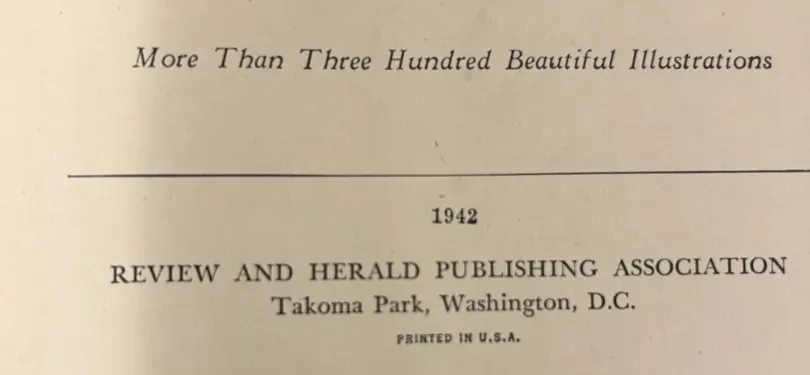 More Than Three Hundred Beautiful Illustrations
1942
REVIEW AND HERALD PUBLISHING ASSOCIATION
Takoma Park, Washington, D.C.
PRINTED IN U.S.A.